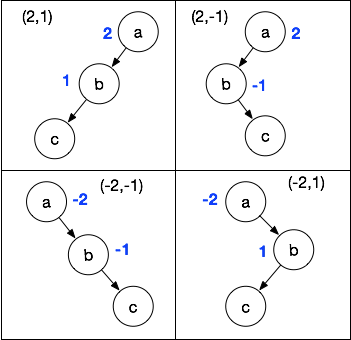 (2,1)
2 a
1 b
c
(2,-1)
a 2
b -1
c
(-2,-1)
a -2
b -1
c
(-2,1)
-2 a
1 b
c